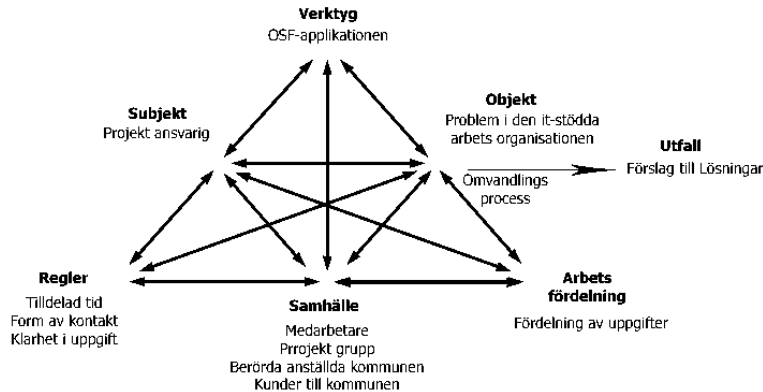 Verktyg
OSF-applikationen
Subjekt
Projekt ansvarig
Objekt
Problem i den it-stödda
arbets organisationen
Utfall
Förslag till Lösningar
Omvandlings
process
Regler
Tilldelad tid
Form av kontakt
Klarhet i uppgift
Samhälle
Medarbetare
Prrojekt grupp
Berörda anställda kommunen
Kunder till kommunen
Arbets
fördelning
Fördelning av uppgifter